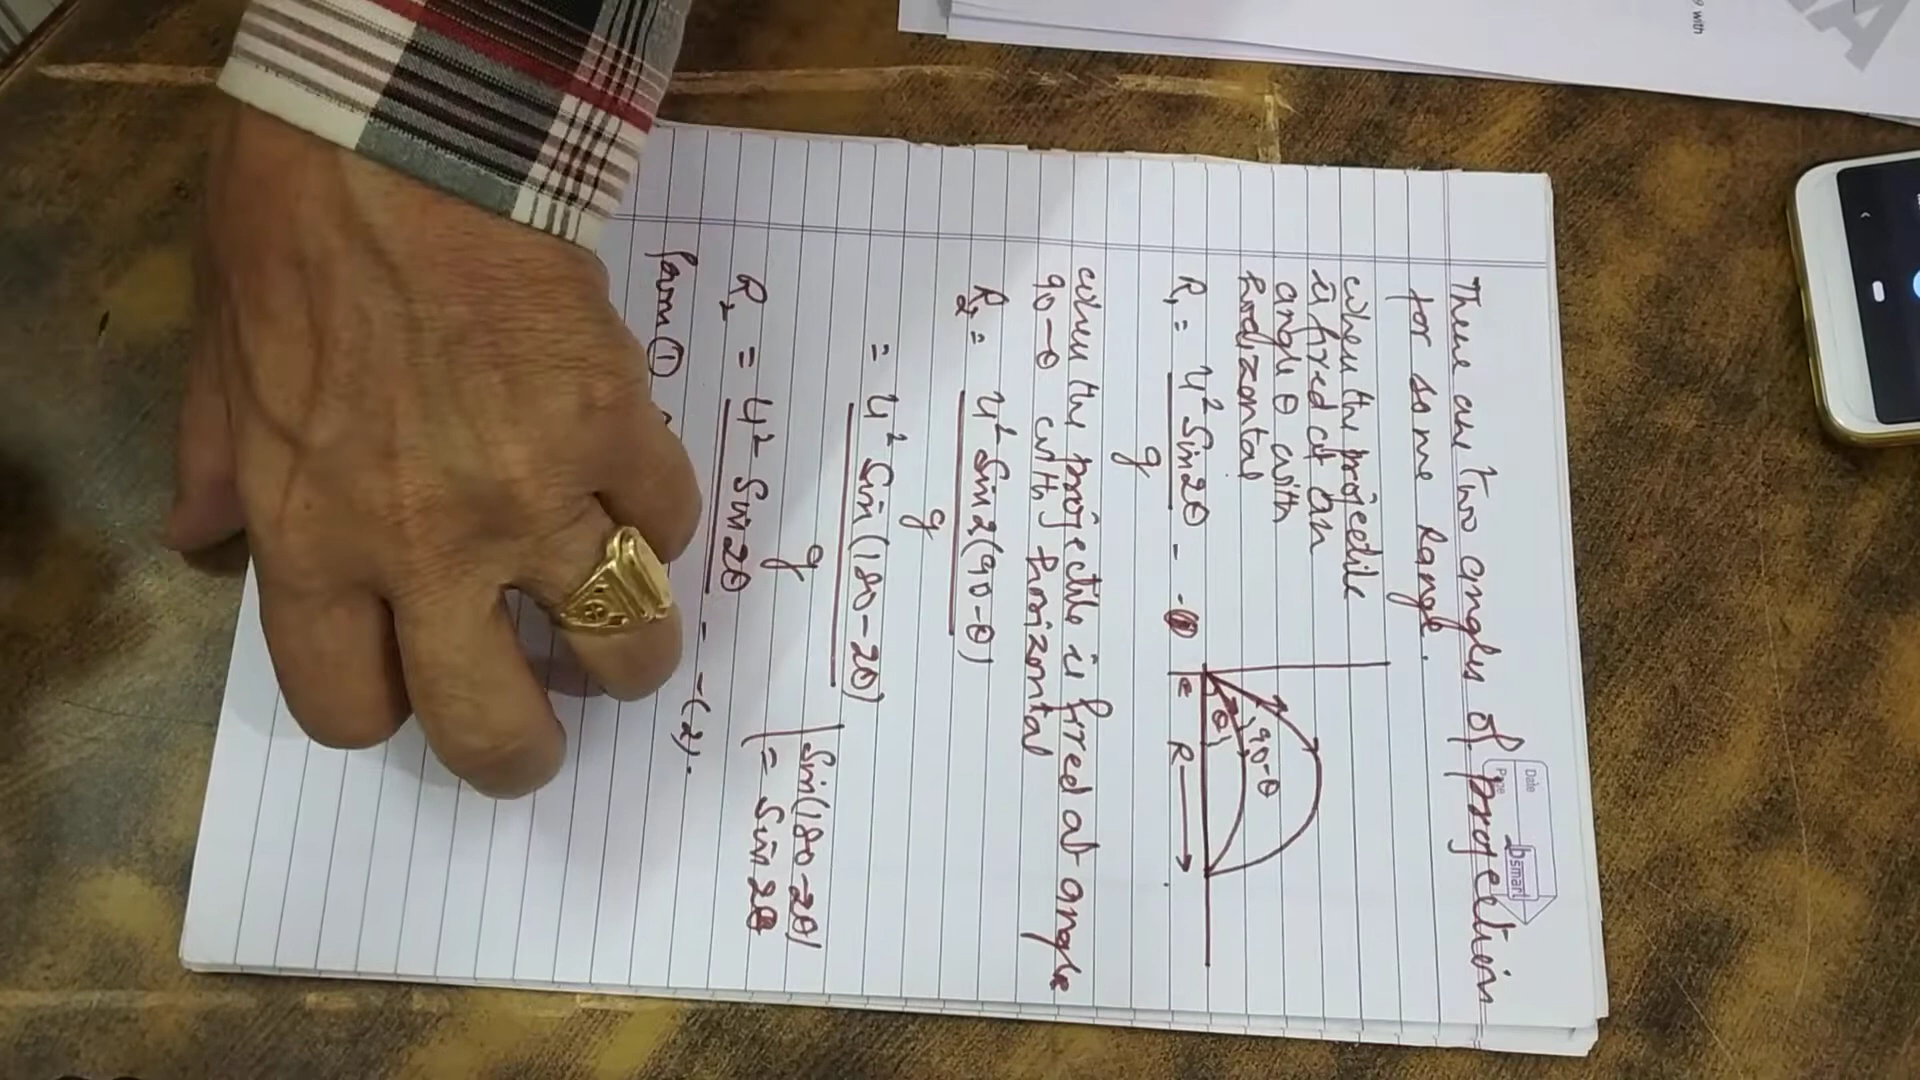 Date
Page
bsmart
There are two angles of projection
for same Range.
when the projectile
is fired at an
angle θ with
horizontal
90-θ
θ
R
R₁ = u² Sin2θ - - ①
g
when the projectile is fired at angle
90-θ with horizontal
R₂ = u² Sin2(90-θ)
g
= u² Sin(180-2θ)
g
Sin(180-2θ)
= Sin 2θ
R₂ = u² Sin2θ - -(2).
g
from ①
with